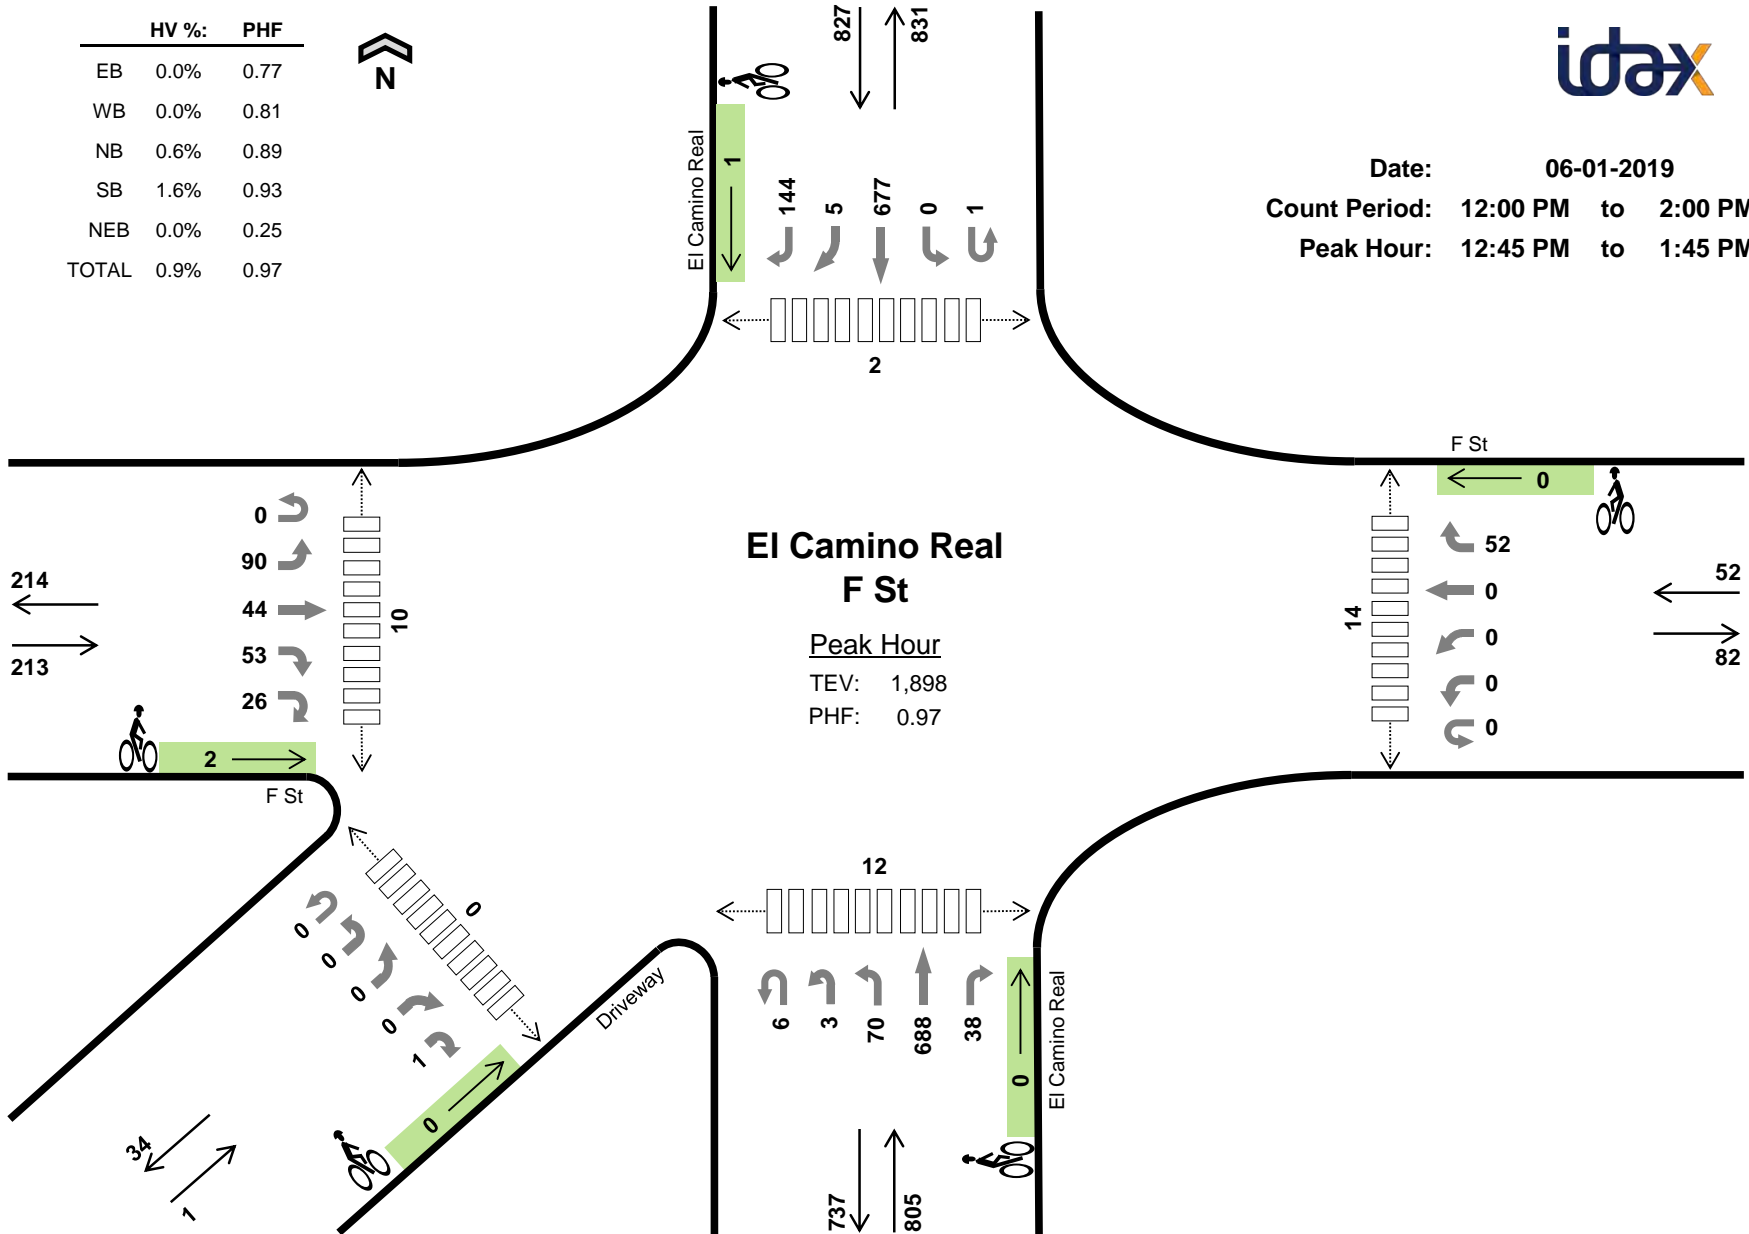 HV %: PHF
EB 0.0% 0.77
WB 0.0% 0.81
NB 0.6% 0.89
SB 1.6% 0.93
NEB 0.0% 0.25
TOTAL 0.9% 0.97
N
idax
Date: 06-01-2019
Count Period: 12:00 PM to 2:00 PM
Peak Hour: 12:45 PM to 1:45 PM
827 831
El Camino Real
1
144 5 677 0 1
2
F St
0
52
0
0
0
0
14
52
82
0
90
44
53
26
10
214
213
2
F St
El Camino Real
F St
Peak Hour
TEV: 1,898
PHF: 0.97
0
0
0
0
0
1
Driveway
0
34
1
12
6 3 70 688 38
0
El Camino Real
737 805